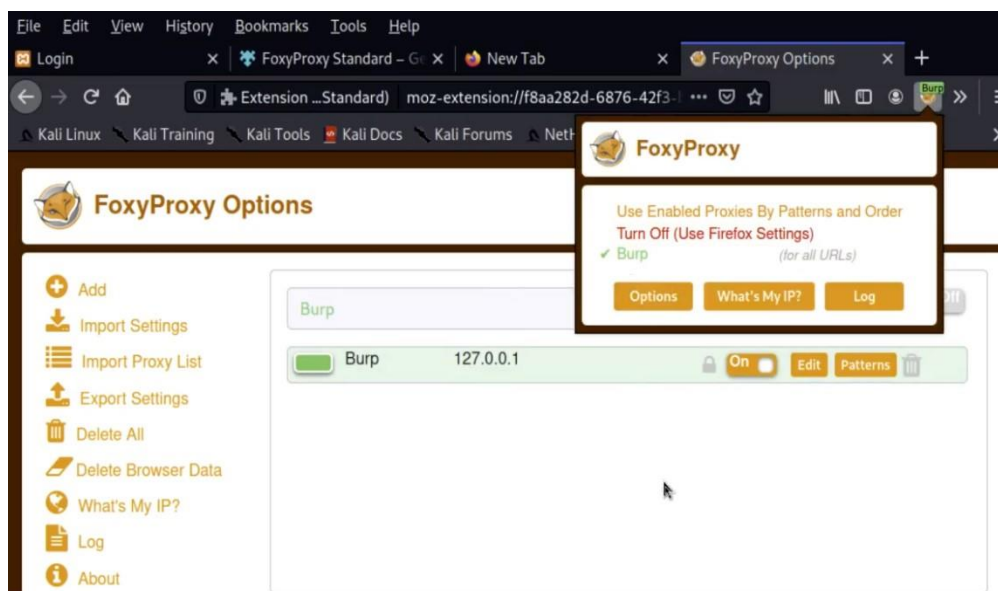 File Edit View History Bookmarks Tools Help
Login
FoxyProxy Standard – Ge
New Tab
FoxyProxy Options
Extension ...Standard) moz-extension://f8aa282d-6876-42f3-
Burp
Kali Linux Kali Training Kali Tools Kali Docs Kali Forums NetH
FoxyProxy
Use Enabled Proxies By Patterns and Order
Turn Off (Use Firefox Settings)
✔ Burp (for all URLs)
Options What's My IP? Log
FoxyProxy Options
Add
Import Settings
Import Proxy List
Export Settings
Delete All
Delete Browser Data
What's My IP?
Log
About
Burp
Burp 127.0.0.1 On Edit Patterns